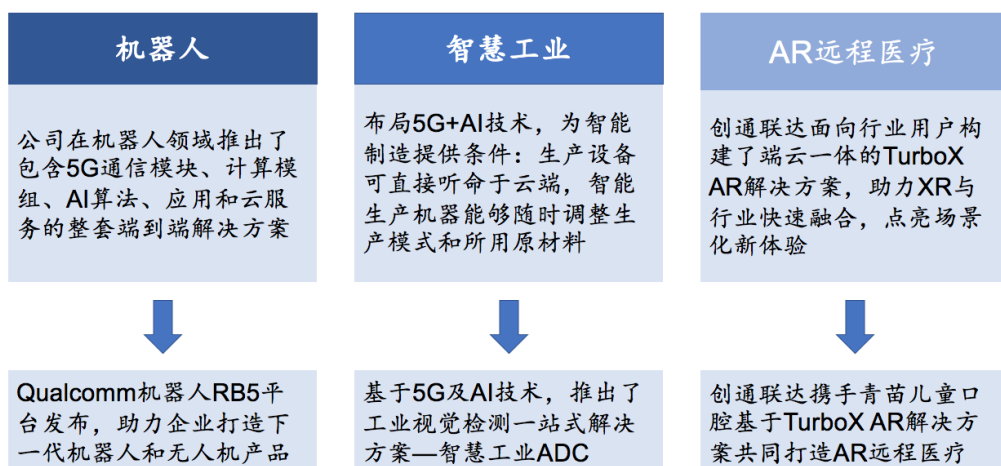 机器人
公司在机器人领域推出了
包含5G通信模块、计算模
组、AI算法、应用和云服
务的整套端到端解决方案
Qualcomm机器人RB5平
台发布，助力企业打造下
一代机器人和无人机产品
智慧工业
布局5G+AI技术，为智能
制造提供条件：生产设备
可直接听命于云端，智能
生产机器能够随时调整生
产模式和所用原材料
基于5G及AI技术，推出了
工业视觉检测一站式解决
方案—智慧工业ADC
AR远程医疗
创通联达面向行业用户构
建了端云一体的TurboX
AR解决方案，助力XR与
行业快速融合，点亮场景
化新体验
创通联达携手青苗儿童口
腔基于TurboX AR解决方
案共同打造AR远程医疗